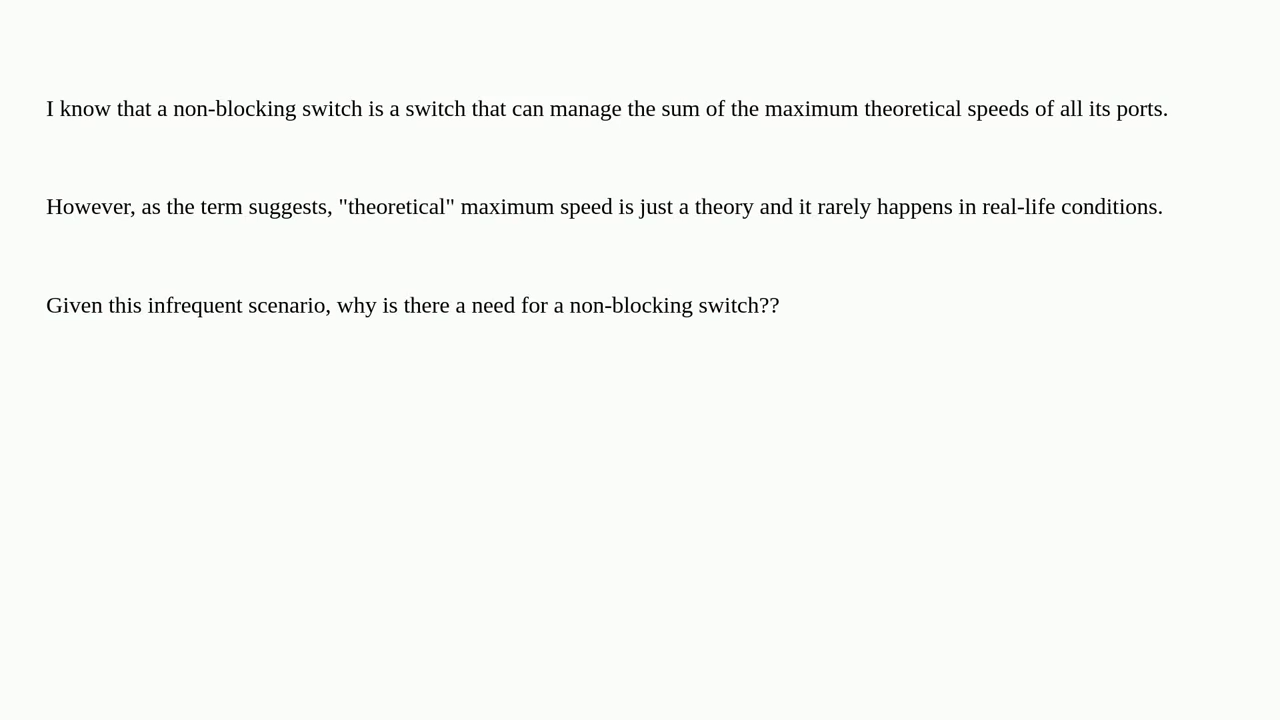 I know that a non-blocking switch is a switch that can manage the sum of the maximum theoretical speeds of all its ports.
However, as the term suggests, "theoretical" maximum speed is just a theory and it rarely happens in real-life conditions.
Given this infrequent scenario, why is there a need for a non-blocking switch??